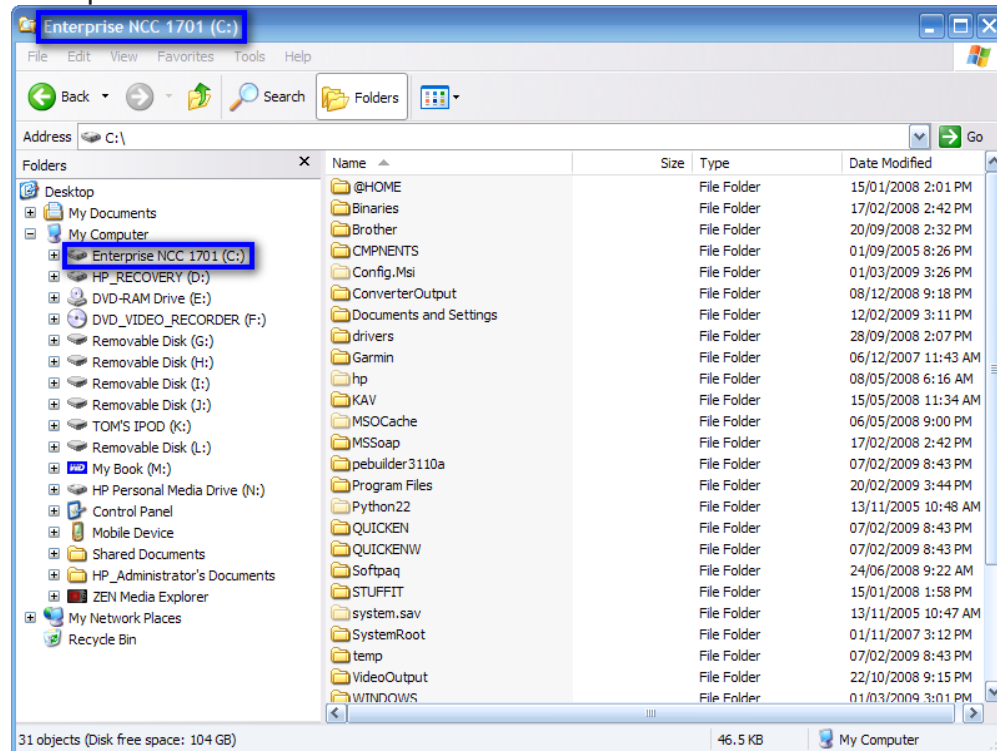 Enterprise NCC 1701 (C:)
File Edit View Favorites Tools Help
Back Search Folders
Address C:\ Go
Folders X Name Size Type Date Modified
Desktop
My Documents
My Computer
Enterprise NCC 1701 (C:)
HP_RECOVERY (D:)
DVD-RAM Drive (E:)
DVD_VIDEO_RECORDER (F:)
Removable Disk (G:)
Removable Disk (H:)
Removable Disk (I:)
Removable Disk (J:)
TOM'S IPOD (K:)
Removable Disk (L:)
WD My Book (M:)
HP Personal Media Drive (N:)
Control Panel
Mobile Device
Shared Documents
HP_Administrator's Documents
ZEN Media Explorer
My Network Places
Recycle Bin
@HOME File Folder 15/01/2008 2:01 PM
Binaries File Folder 17/02/2008 2:42 PM
Brother File Folder 20/09/2008 2:32 PM
CMPNENTS File Folder 01/09/2005 8:26 PM
Config.Msi File Folder 01/03/2009 3:26 PM
ConverterOutput File Folder 08/12/2008 9:18 PM
Documents and Settings File Folder 12/02/2009 3:11 PM
drivers File Folder 28/09/2008 2:07 PM
Garmin File Folder 06/12/2007 11:43 AM
hp File Folder 08/05/2008 6:16 AM
KAV File Folder 15/05/2008 11:34 AM
MSOCache File Folder 06/05/2008 9:00 PM
MSSoap File Folder 17/02/2008 2:42 PM
pebuilder3110a File Folder 07/02/2009 8:43 PM
Program Files File Folder 20/02/2009 3:44 PM
Python22 File Folder 13/11/2005 10:48 AM
QUICKEN File Folder 07/02/2009 8:43 PM
QUICKENW File Folder 07/02/2009 8:43 PM
Softpaq File Folder 24/06/2008 9:22 AM
STUFFIT File Folder 15/01/2008 1:58 PM
system.sav File Folder 13/11/2005 10:47 AM
SystemRoot File Folder 01/11/2007 3:12 PM
temp File Folder 07/02/2009 8:43 PM
VideoOutput File Folder 22/10/2008 9:15 PM
WINDOWS File Folder 01/03/2009 3:01 PM
31 objects (Disk free space: 104 GB) 46.5 KB My Computer